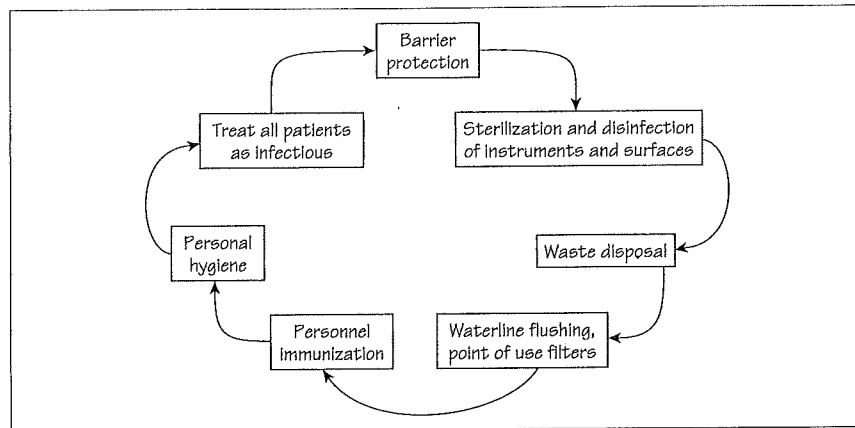 Barrier
protection
Treat all patients
as infectious
Sterilization and disinfection
of instruments and surfaces
Personal
hygiene
Waste disposal
Personnel
immunization
Waterline flushing,
point of use filters